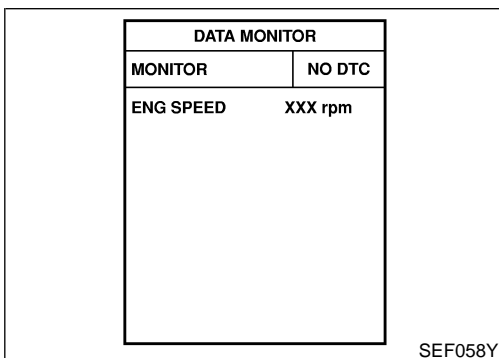 DATA MONITOR
MONITOR NO DTC
ENG SPEED XXX rpm
SEF058Y